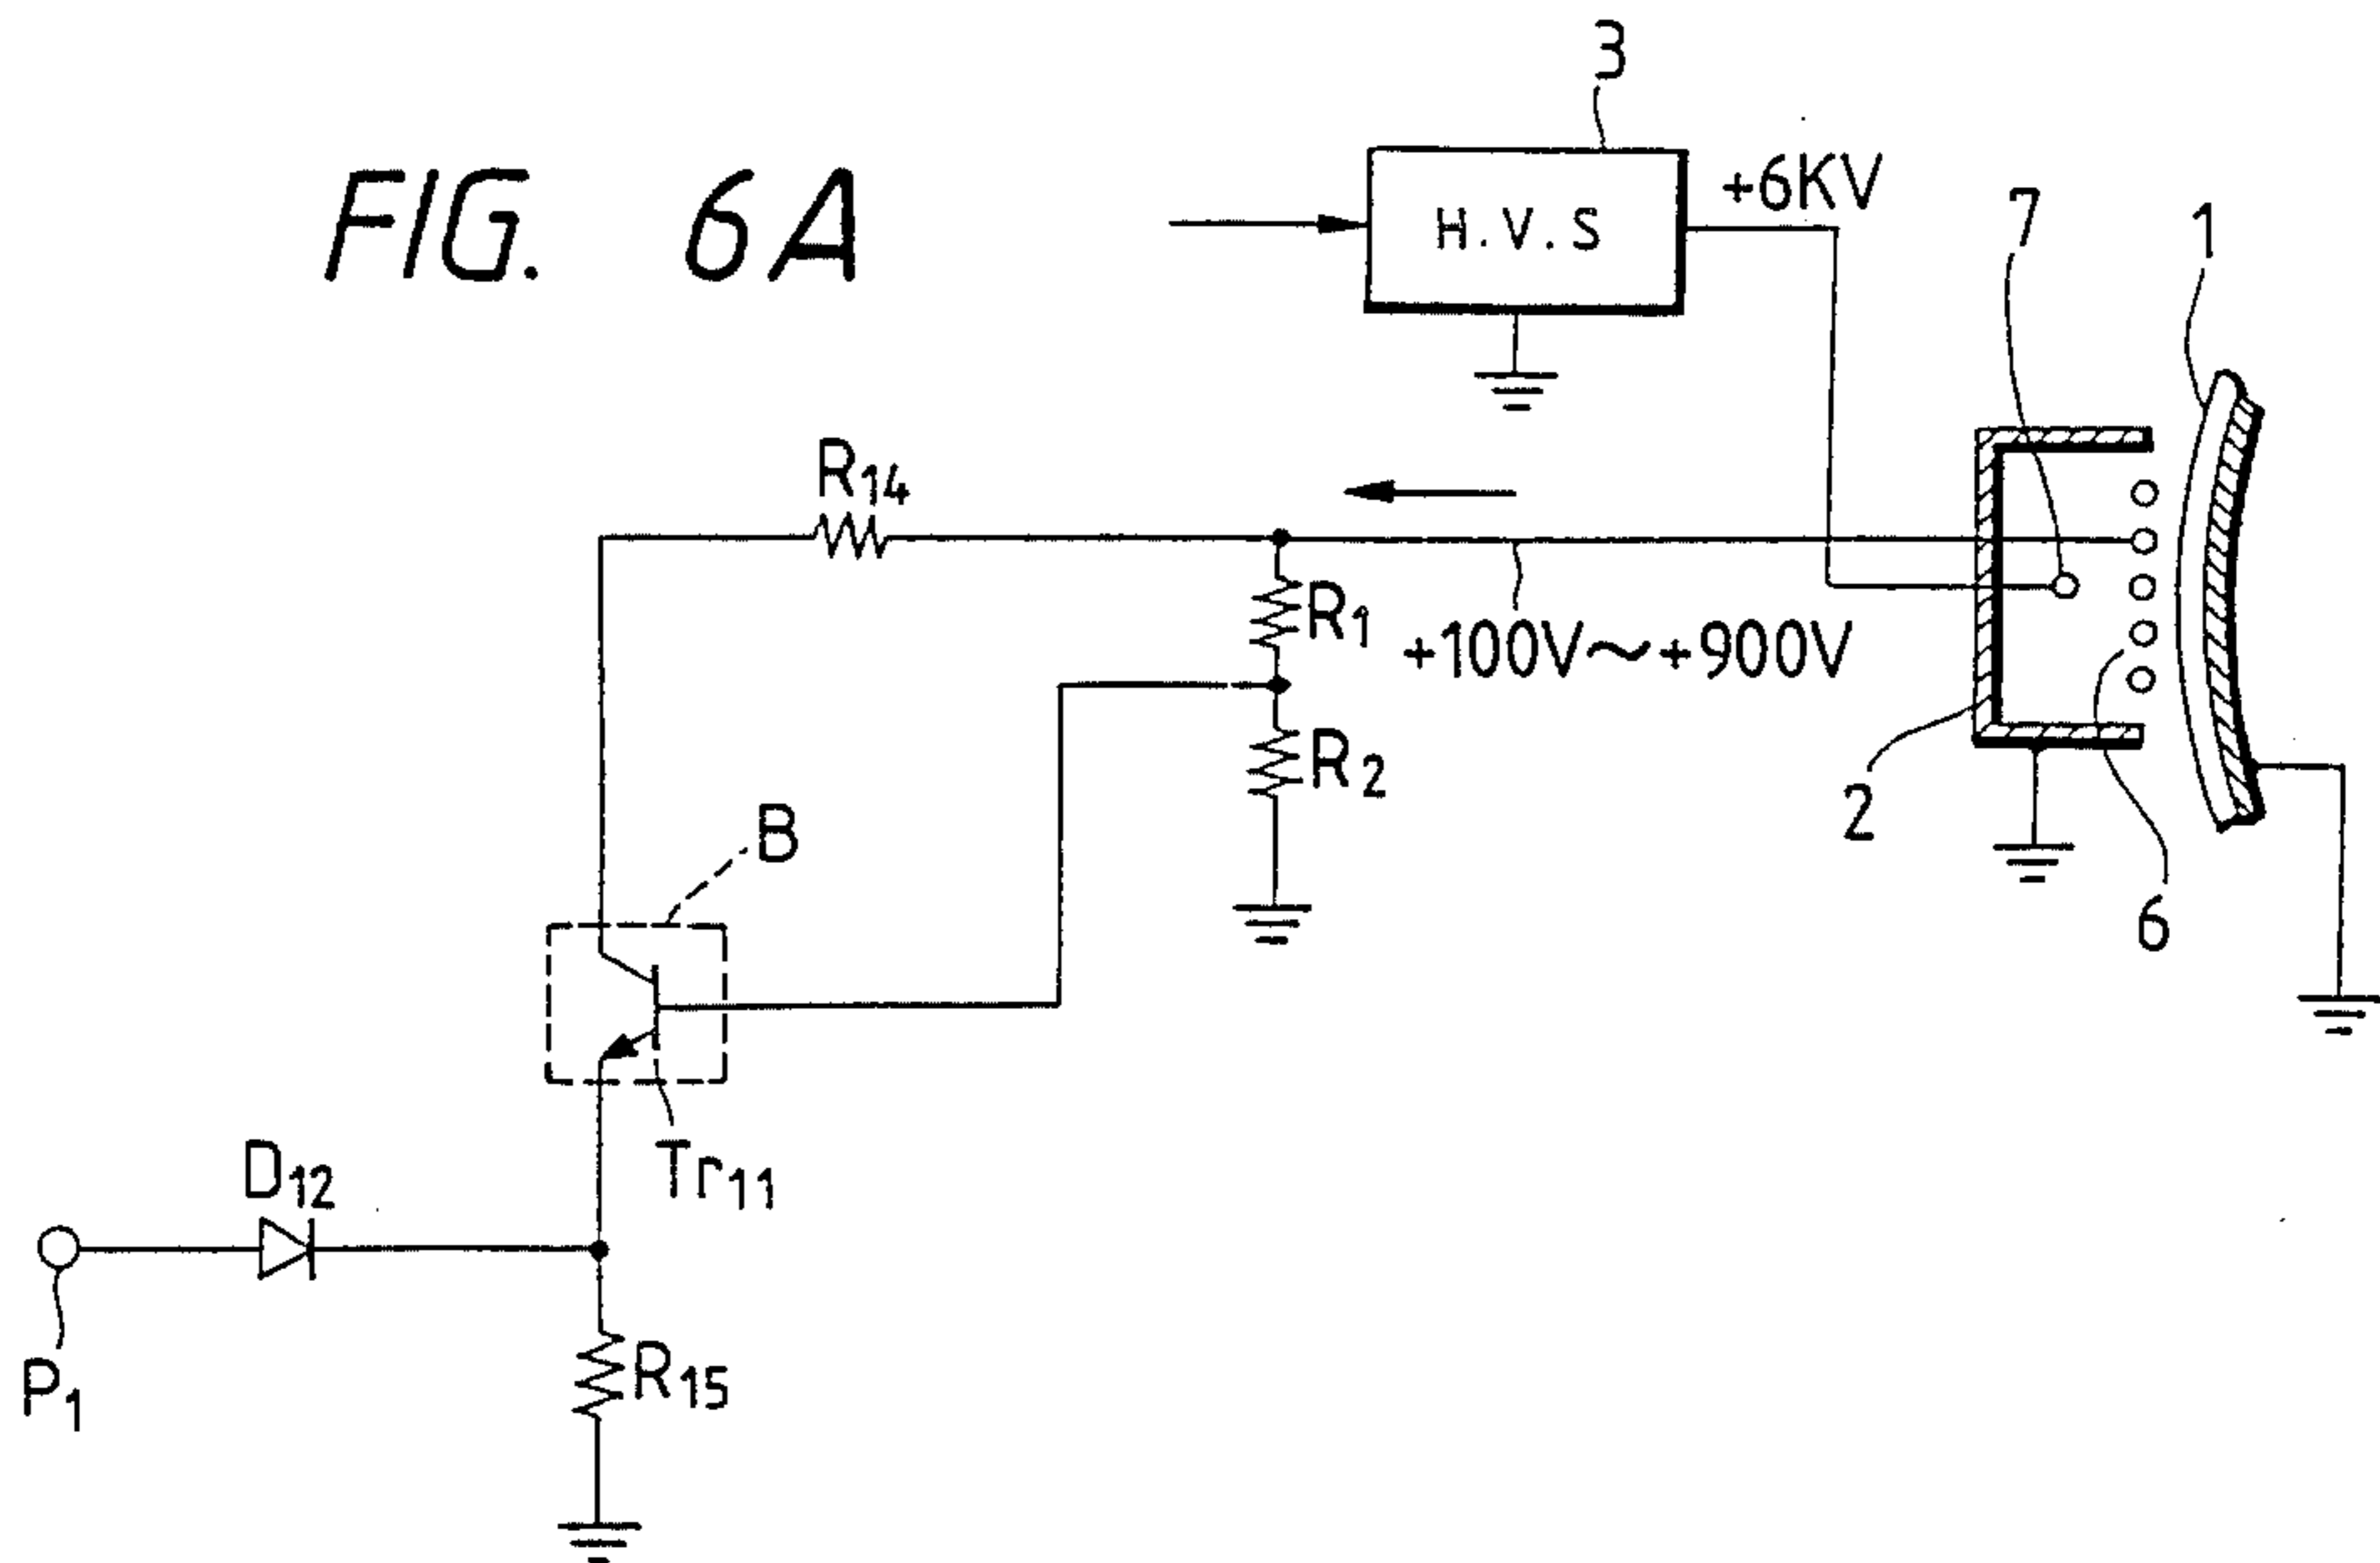 FIG. 6A
3
H.V.S
+6KV
7
1
R14
R1
+100V~+900V
R2
2
6
B
Tr11
D12
P1
R15